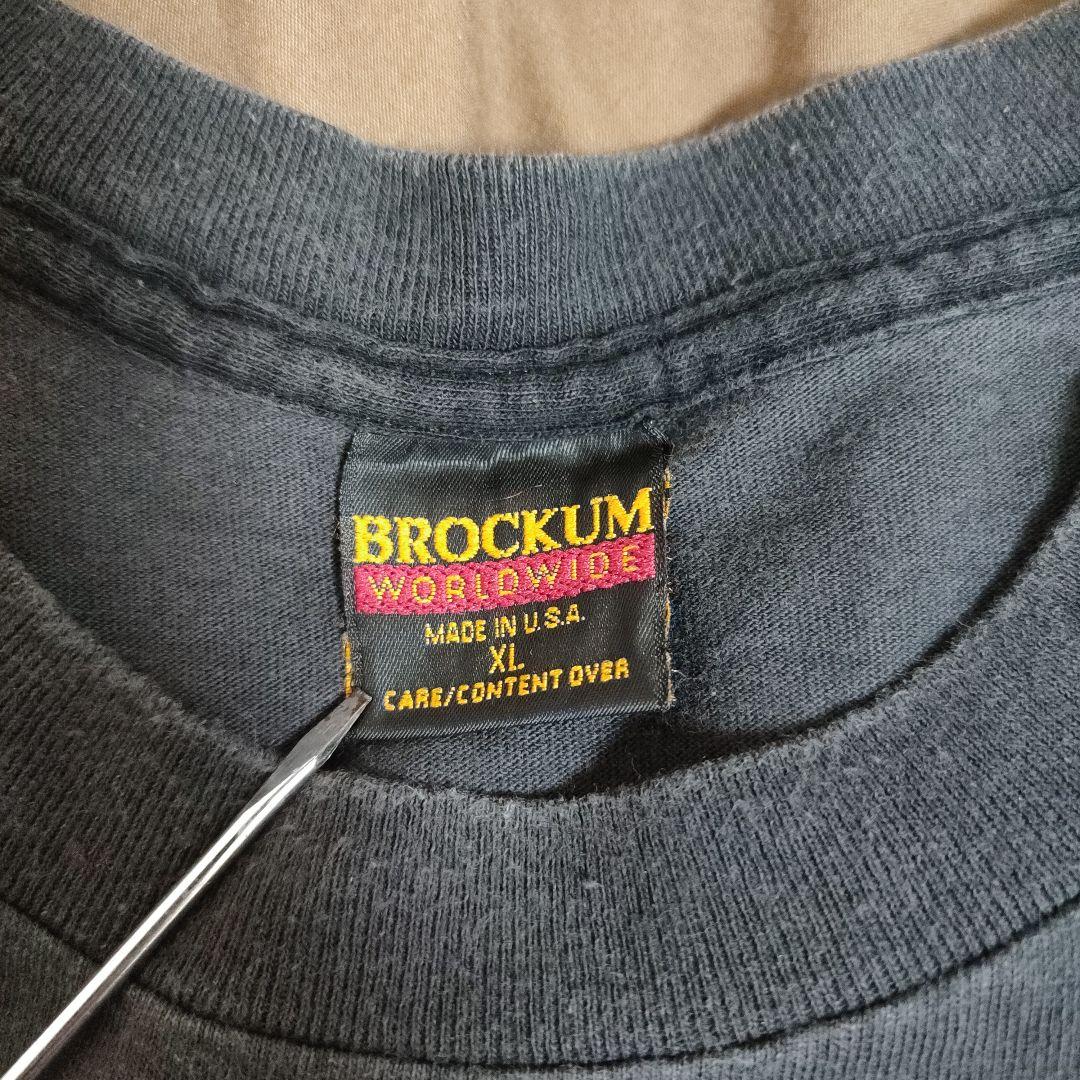 BROCKUM
WORLDWIDE
MADE IN U.S.A.
XL
CARE/CONTENT OVER